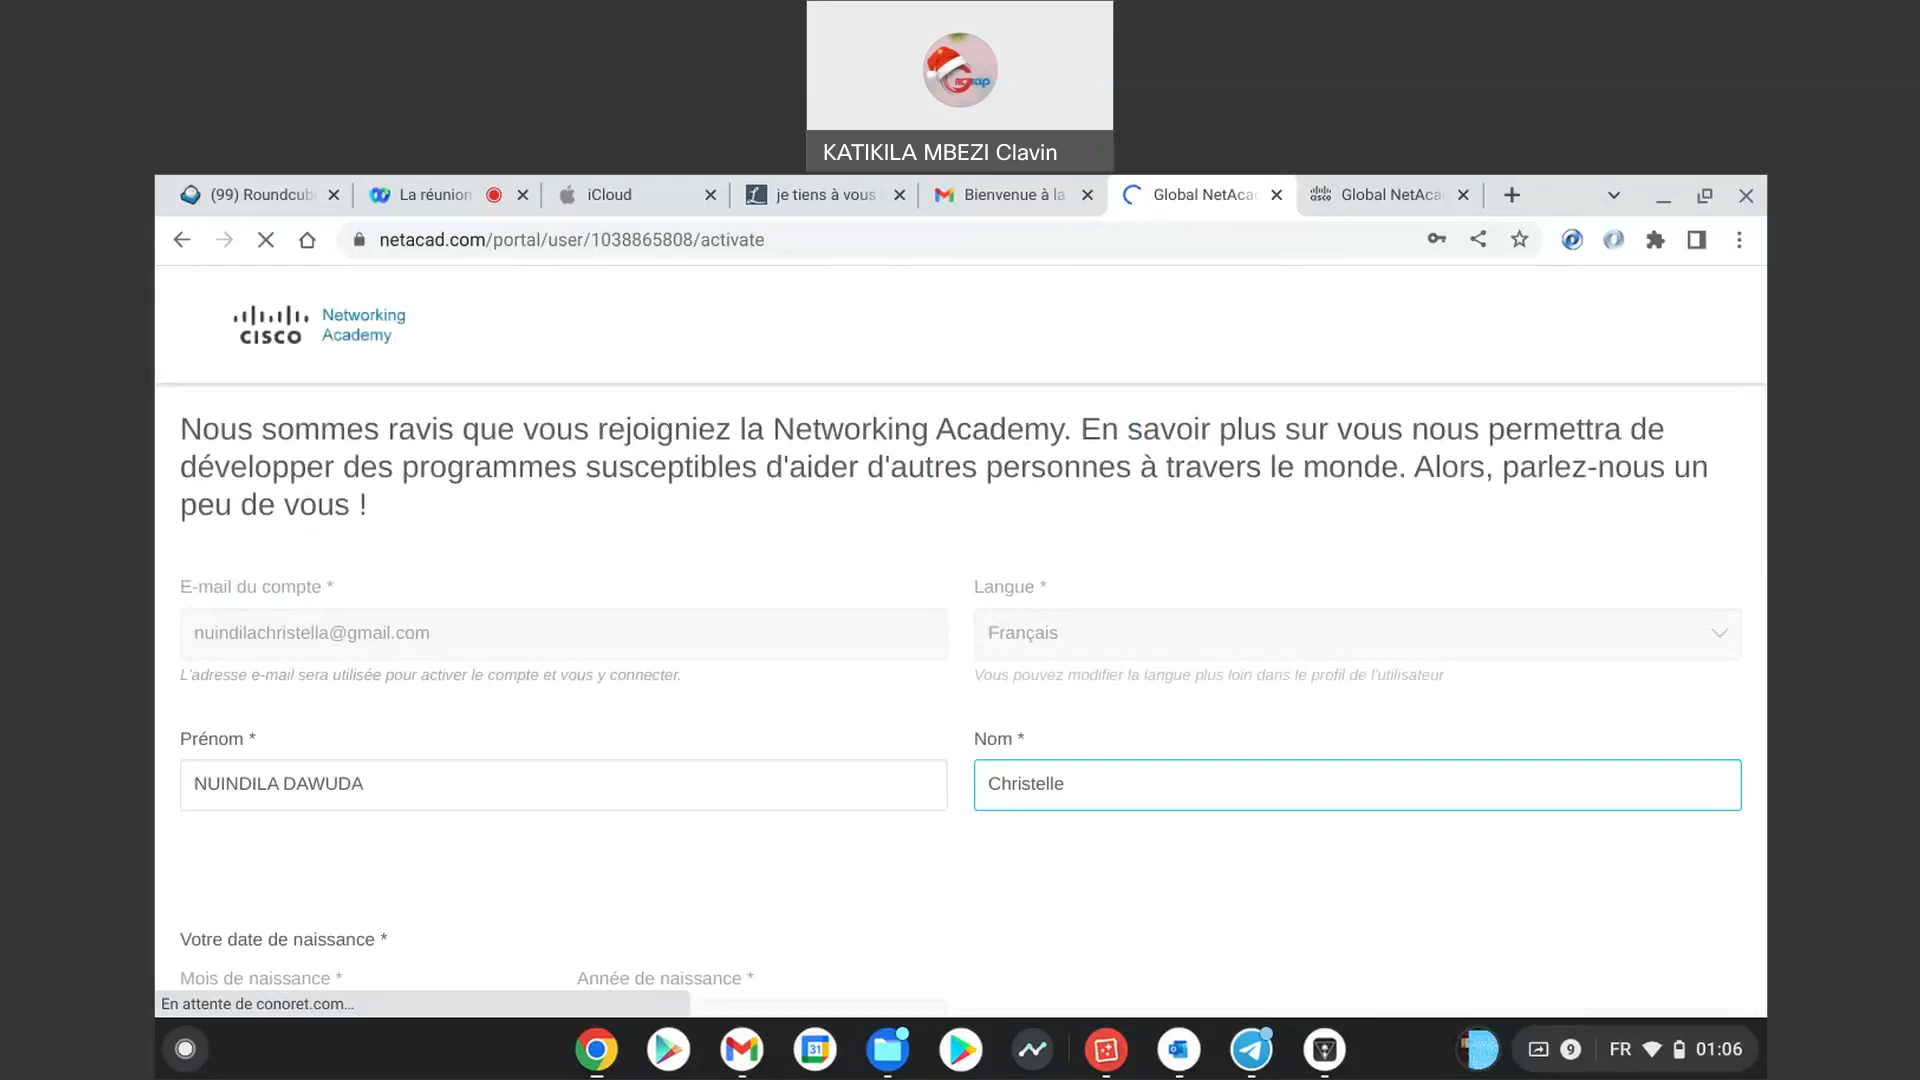 KATIKILA MBEZI Clavin
(99) Roundcub
La réunion
iCloud
je tiens à vous
Bienvenue à la
Global NetAcad
Global NetAcad
netacad.com/portal/user/1038865808/activate
CISCO
Networking
Academy
Nous sommes ravis que vous rejoigniez la Networking Academy. En savoir plus sur vous nous permettra de
développer des programmes susceptibles d'aider d'autres personnes à travers le monde. Alors, parlez-nous un
peu de vous !
E-mail du compte *
Langue *
nuindilachristella@gmail.com
Français
L'adresse e-mail sera utilisée pour activer le compte et vous y connecter.
Vous pouvez modifier la langue plus loin dans le profil de l'utilisateur
Prénom *
Nom *
NUINDILA DAWUDA
Christelle
Votre date de naissance *
Mois de naissance *
Année de naissance *
En attente de conoret.com...
31
9
FR
01:06